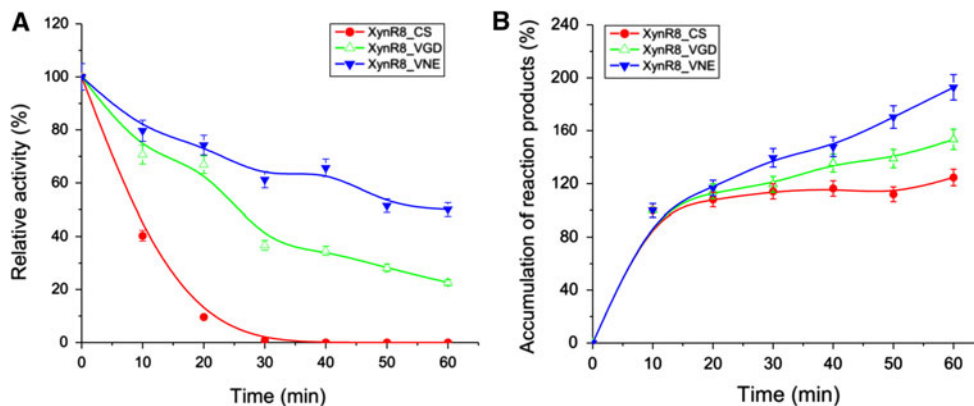 A
Relative activity (%)
120
100
80
60
40
20
0
XynR8_CS
XynR8_VGD
XynR8_VNE
0 10 20 30 40 50 60
Time (min)
B
Accumulation of reaction products (%)
240
200
160
120
80
40
0
XynR8_CS
XynR8_VGD
XynR8_VNE
0 10 20 30 40 50 60
Time (min)